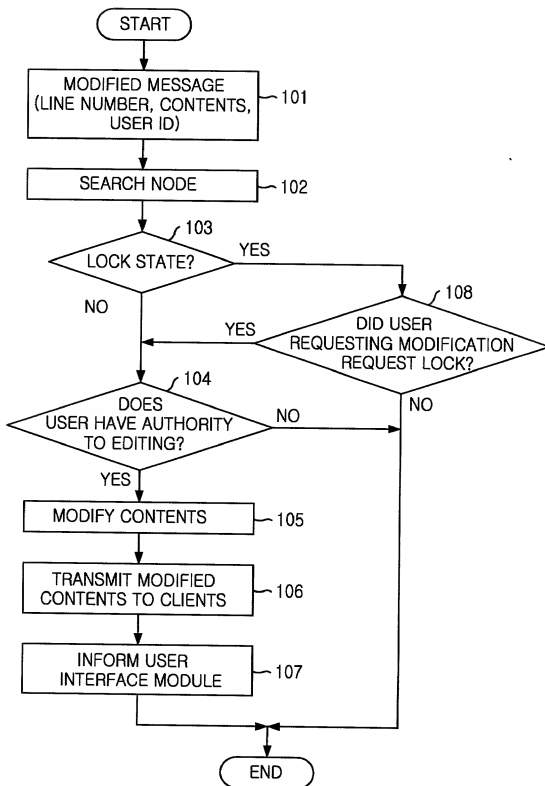 START
MODIFIED MESSAGE
(LINE NUMBER, CONTENTS,
USER ID)
101
SEARCH NODE
102
103
LOCK STATE?
YES
NO
108
DID USER
REQUESTING MODIFICATION
REQUEST LOCK?
YES
NO
104
DOES
USER HAVE AUTHORITY
TO EDITING?
NO
YES
MODIFY CONTENTS
105
TRANSMIT MODIFIED
CONTENTS TO CLIENTS
106
INFORM USER
INTERFACE MODULE
107
END